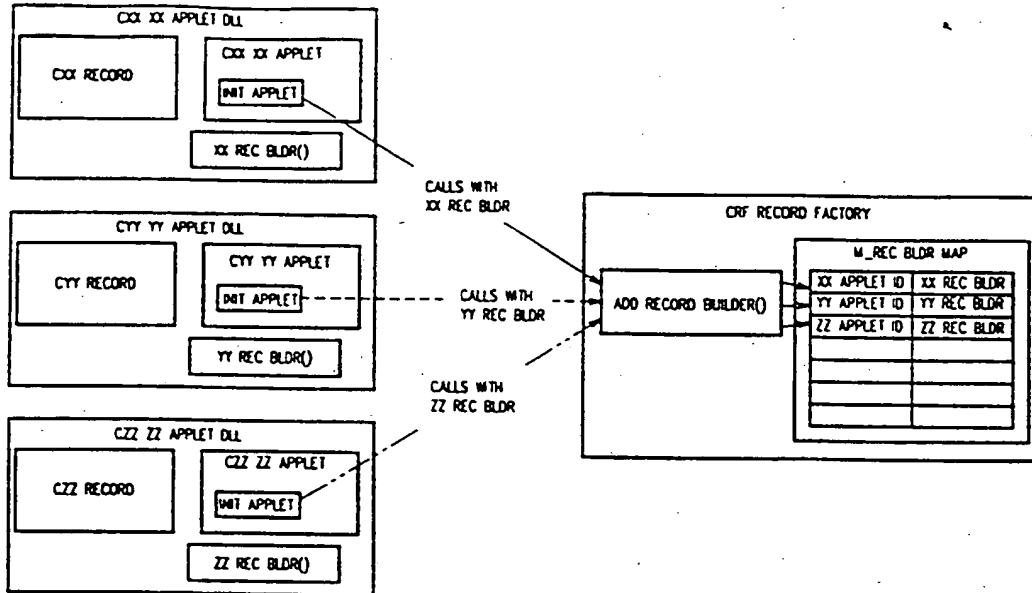 CXX XX APPLET DLL
CXX RECORD
CXX XX APPLET
INIT APPLET
XX REC BLDR()
CALLS WITH
XX REC BLDR
CYY YY APPLET DLL
CYY RECORD
CYY YY APPLET
INIT APPLET
YY REC BLDR()
CALLS WITH
YY REC BLDR
CZZ ZZ APPLET DLL
CZZ RECORD
CZZ ZZ APPLET
INIT APPLET
ZZ REC BLDR()
CALLS WITH
ZZ REC BLDR
CRF RECORD FACTORY
ADD RECORD BUILDER()
M_REC BLDR MAP
XX APPLET ID XX REC BLDR
YY APPLET ID YY REC BLDR
ZZ APPLET ID ZZ REC BLDR